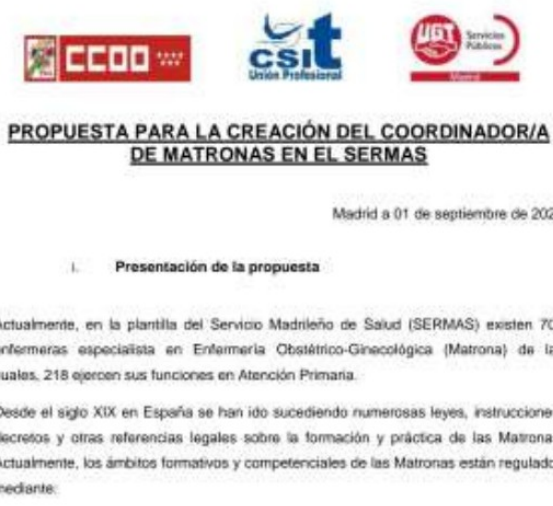 CCOO
csit
Unión Profesional
UGT
Servicios
Públicos
Madrid
PROPUESTA PARA LA CREACIÓN DEL COORDINADOR/A
DE MATRONAS EN EL SERMAS
Madrid a 01 de septiembre de 202
I. Presentación de la propuesta
Actualmente, en la plantilla del Servicio Madrileño de Salud (SERMAS) existen 70
enfermeras especialista en Enfermería Obstétrico-Ginecológica (Matrona) de la
cuales, 218 ejercen sus funciones en Atención Primaria.
Desde el siglo XIX en España se han ido sucediendo numerosas leyes, instruccione
decretos y otras referencias legales sobre la formación y práctica de las Matrona
Actualmente, los ámbitos formativos y competenciales de las Matronas están regulado
mediante: